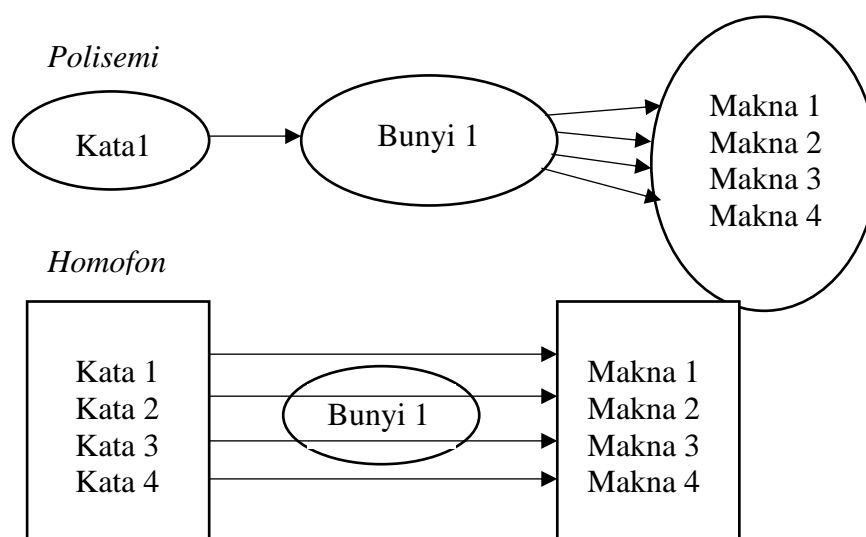 Polisemi
Kata1
Bunyi 1
Makna 1
Makna 2
Makna 3
Makna 4
Homofon
Kata 1
Kata 2
Kata 3
Kata 4
Bunyi 1
Makna 1
Makna 2
Makna 3
Makna 4